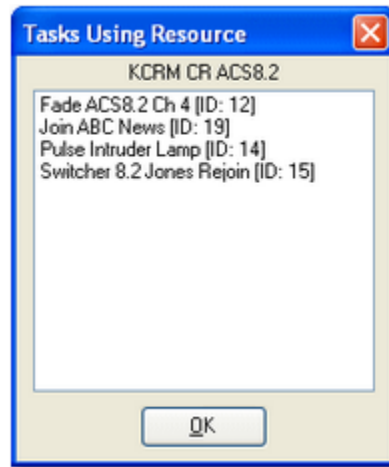 Tasks Using Resource
KCRM CR ACS8.2
Fade ACS8.2 Ch 4 [ID: 12]
Join ABC News [ID: 19]
Pulse Intruder Lamp [ID: 14]
Switcher 8.2 Jones Rejoin [ID: 15]
OK